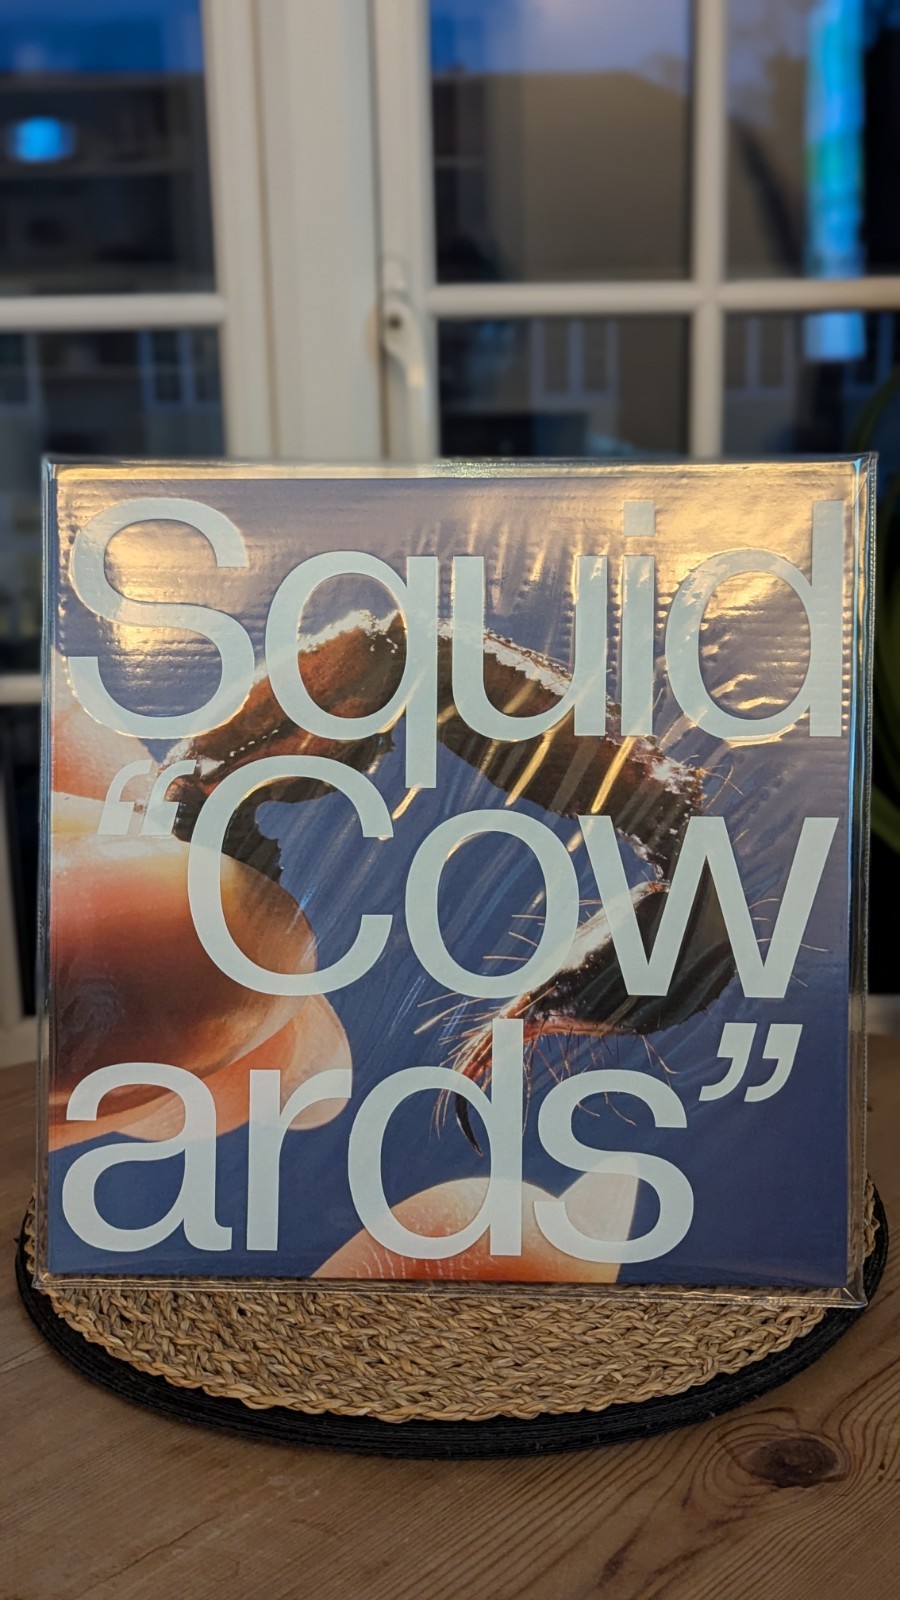 Squid
“Cow
ards”